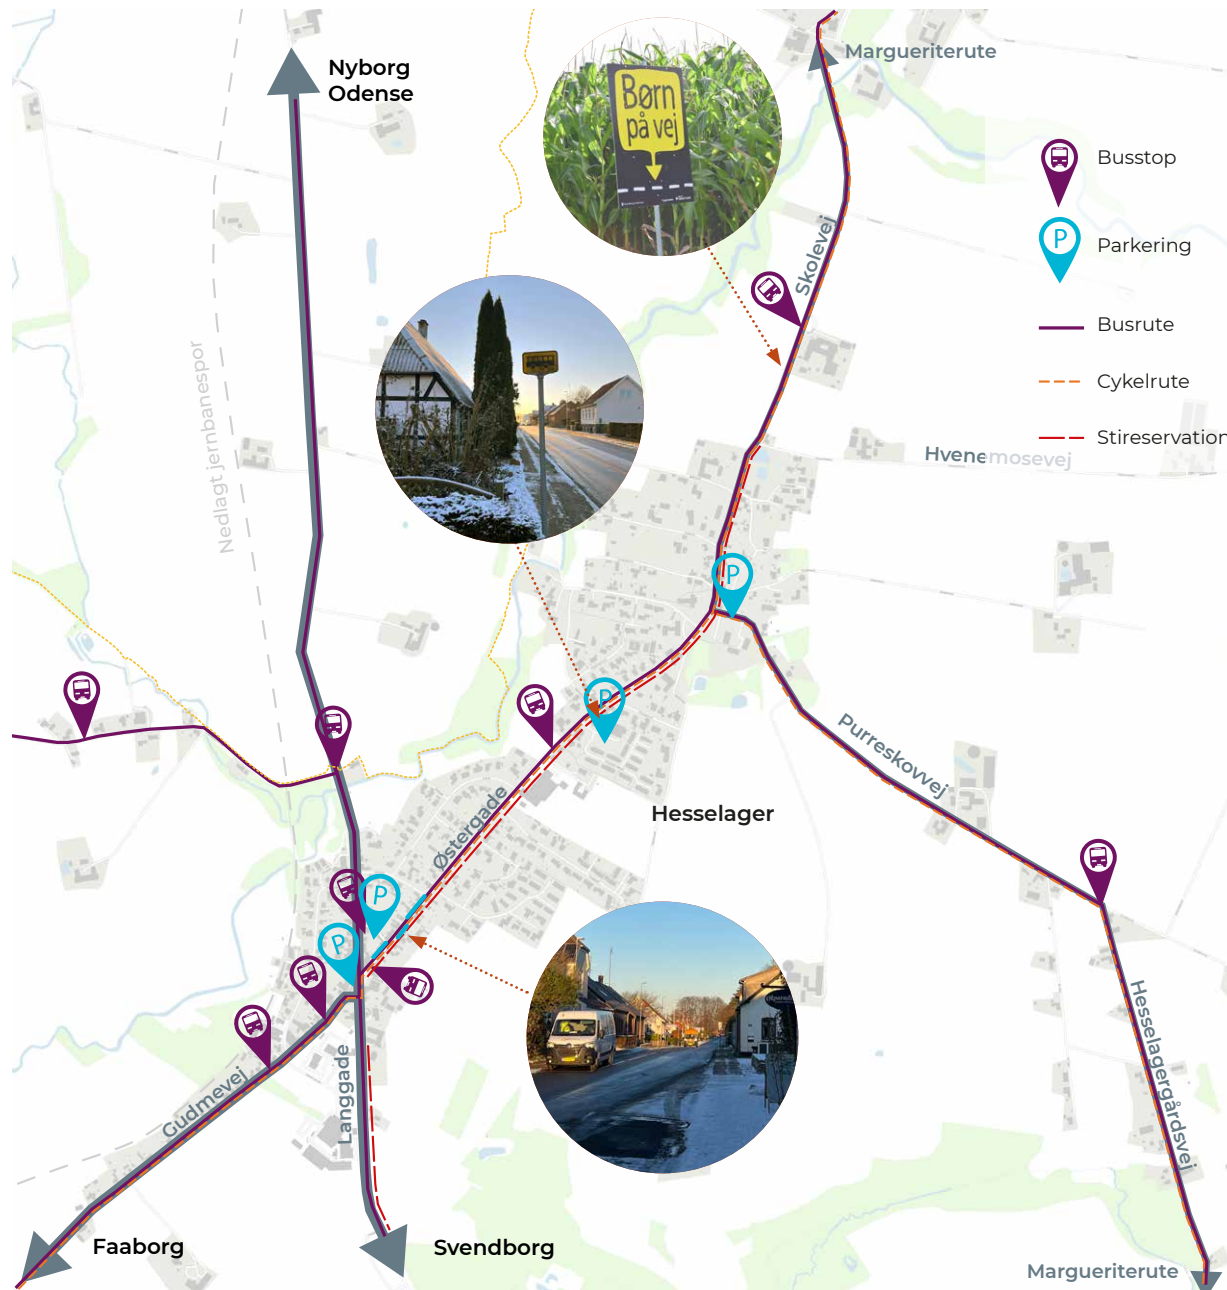 Nyborg
Odense
Margueriterute
Børn
på vej
Busstop
P
Parkering
Skolevej
Busrute
Nedlagt jernbanespor
Cykelrute
Stireservation
Hvenemosevej
P
P
Purreskovvej
Hesselager
Østergade
P
P
Hesselagergårdsvej
Langgade
Gudmevej
Faaborg
Svendborg
Margueriterute